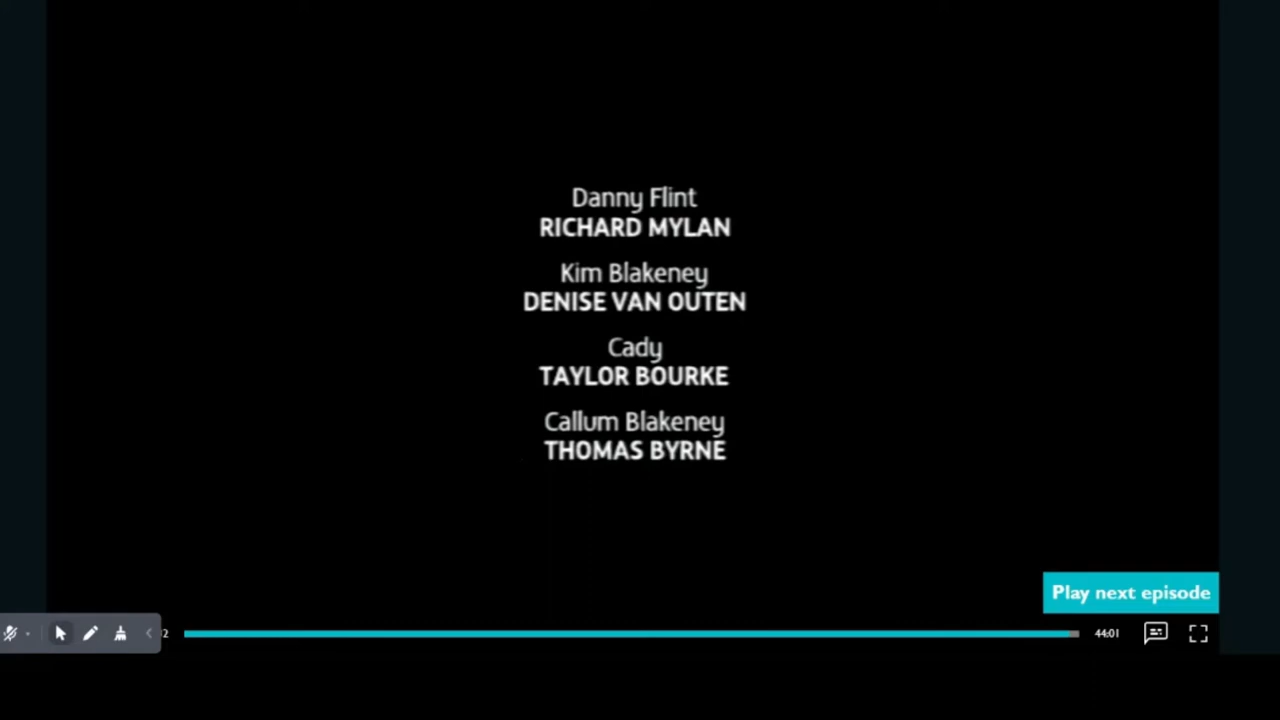 Danny Flint
RICHARD MYLAN
Kim Blakeney
DENISE VAN OUTEN
Cady
TAYLOR BOURKE
Callum Blakeney
THOMAS BYRNE
Play next episode
44:01